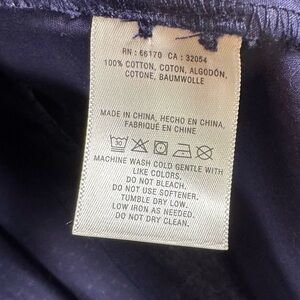 RN : 66170 CA : 32054
100% COTTON, COTON, ALGODÓN,
COTONE, BAUMWOLLE
MADE IN CHINA, HECHO EN CHINA,
FABRIQUÉ EN CHINE
30
MACHINE WASH COLD GENTLE WITH
LIKE COLORS.
DO NOT BLEACH.
DO NOT USE SOFTENER.
TUMBLE DRY LOW.
LOW IRON AS NEEDED.
DO NOT DRY CLEAN.